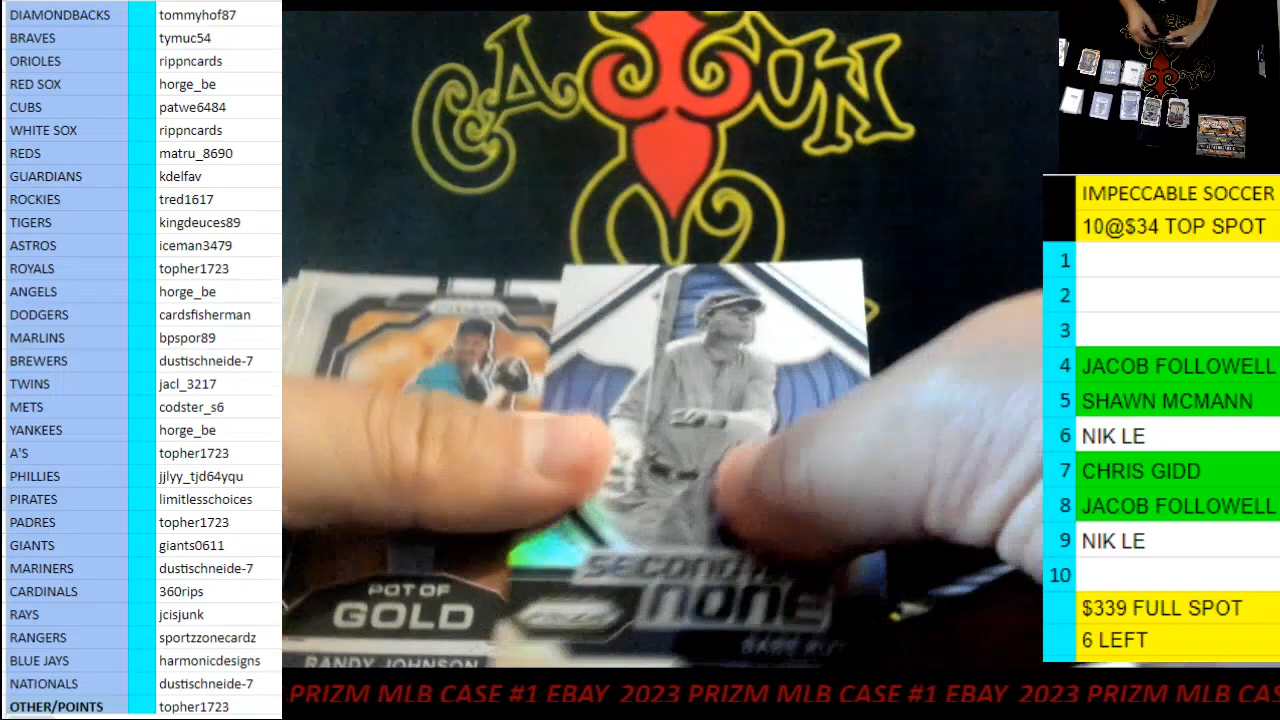 DIAMONDBACKS tommyhof87
BRAVES tymuc54
ORIOLES rippncards
RED SOX horge_be
CUBS patwe6484
WHITE SOX rippncards
REDS matru_8690
GUARDIANS kdelfav
ROCKIES tred1617
TIGERS kingdeuces89
ASTROS iceman3479
ROYALS topher1723
ANGELS horge_be
DODGERS cardsfisherman
MARLINS bpspor89
BREWERS dustischneide-7
TWINS jacl_3217
METS codster_s6
YANKEES horge_be
A'S topher1723
PHILLIES jjlyy_tjd64yqu
PIRATES limitlesschoices
PADRES topher1723
GIANTS giants0611
MARINERS dustischneide-7
CARDINALS 360rips
RAYS jcisjunk
RANGERS sportzzonecardz
BLUE JAYS harmonicdesigns
NATIONALS dustischneide-7
OTHER/POINTS topher1723
POT OF
GOLD
RANDY JOHNSON
SECOND
none
PRIZM
IMPECCABLE SOCCER
10@$34 TOP SPOT
1
2
3
4 JACOB FOLLOWELL
5 SHAWN MCMANN
6 NIK LE
7 CHRIS GIDD
8 JACOB FOLLOWELL
9 NIK LE
10
$339 FULL SPOT
6 LEFT
PRIZM MLB CASE #1 EBAY 2023 PRIZM MLB CASE #1 EBAY 2023 PRIZM MLB CAS